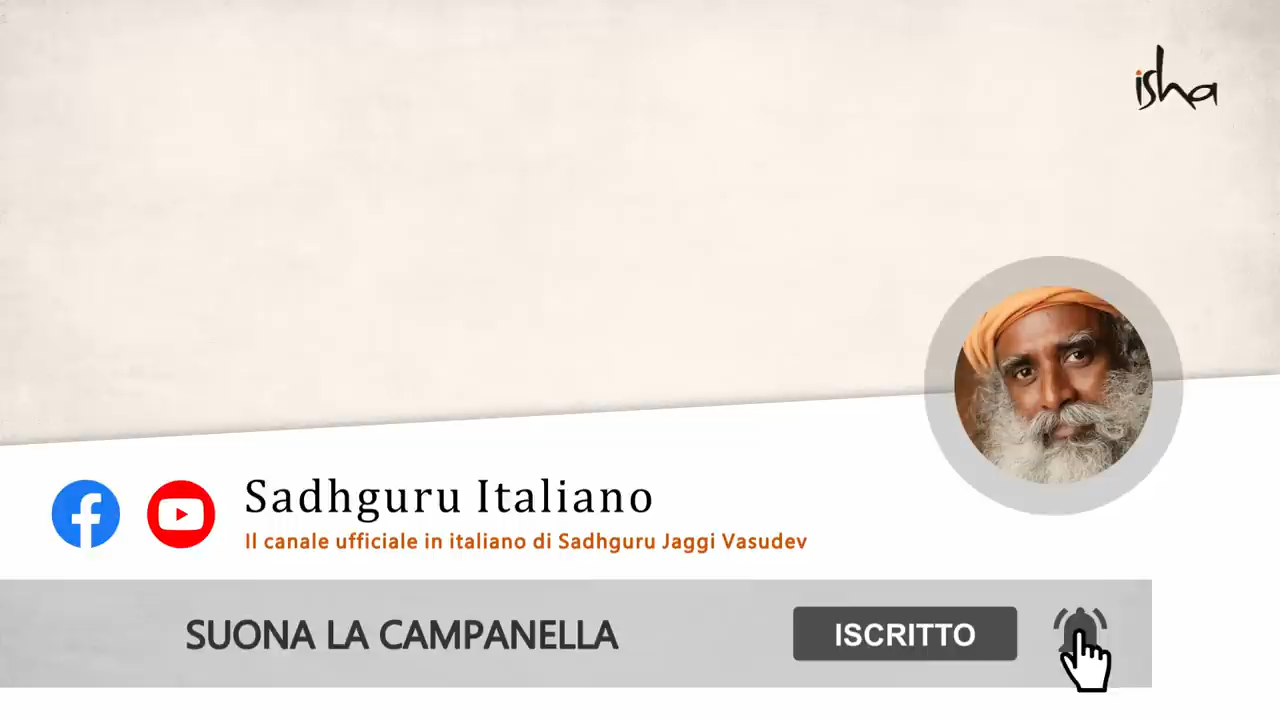 isha
Sadhguru Italiano
Il canale ufficiale in italiano di Sadhguru Jaggi Vasudev
SUONA LA CAMPANELLA
ISCRITTO